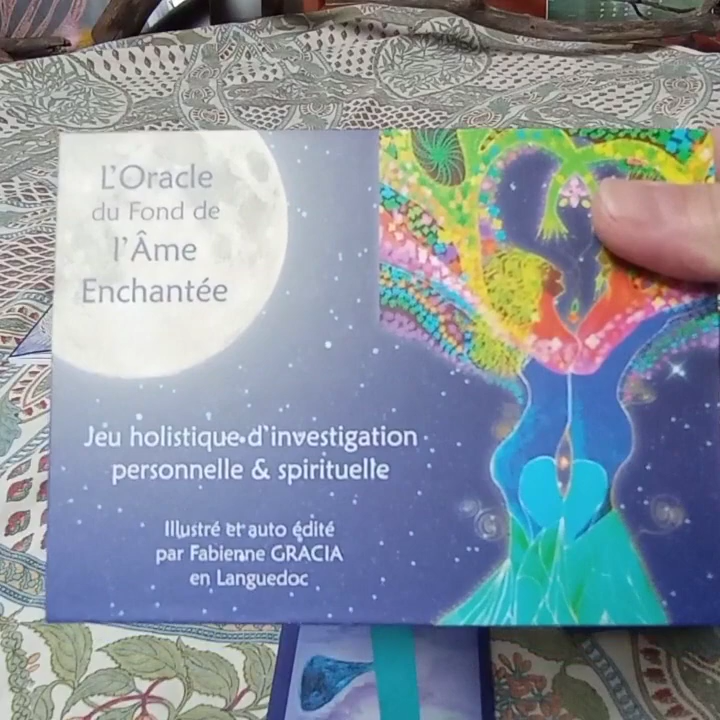 L'Oracle
du Fond de
l'Âme
Enchantée
Jeu holistique d'investigation
personnelle & spirituelle
Illustré et auto édité
par Fabienne GRACIA
en Languedoc